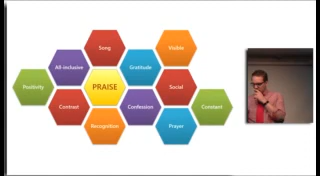 Song
Visible
All-inclusive
Gratitude
Positivity
PRAISE
Social
Contrast
Confession
Constant
Recognition
Prayer